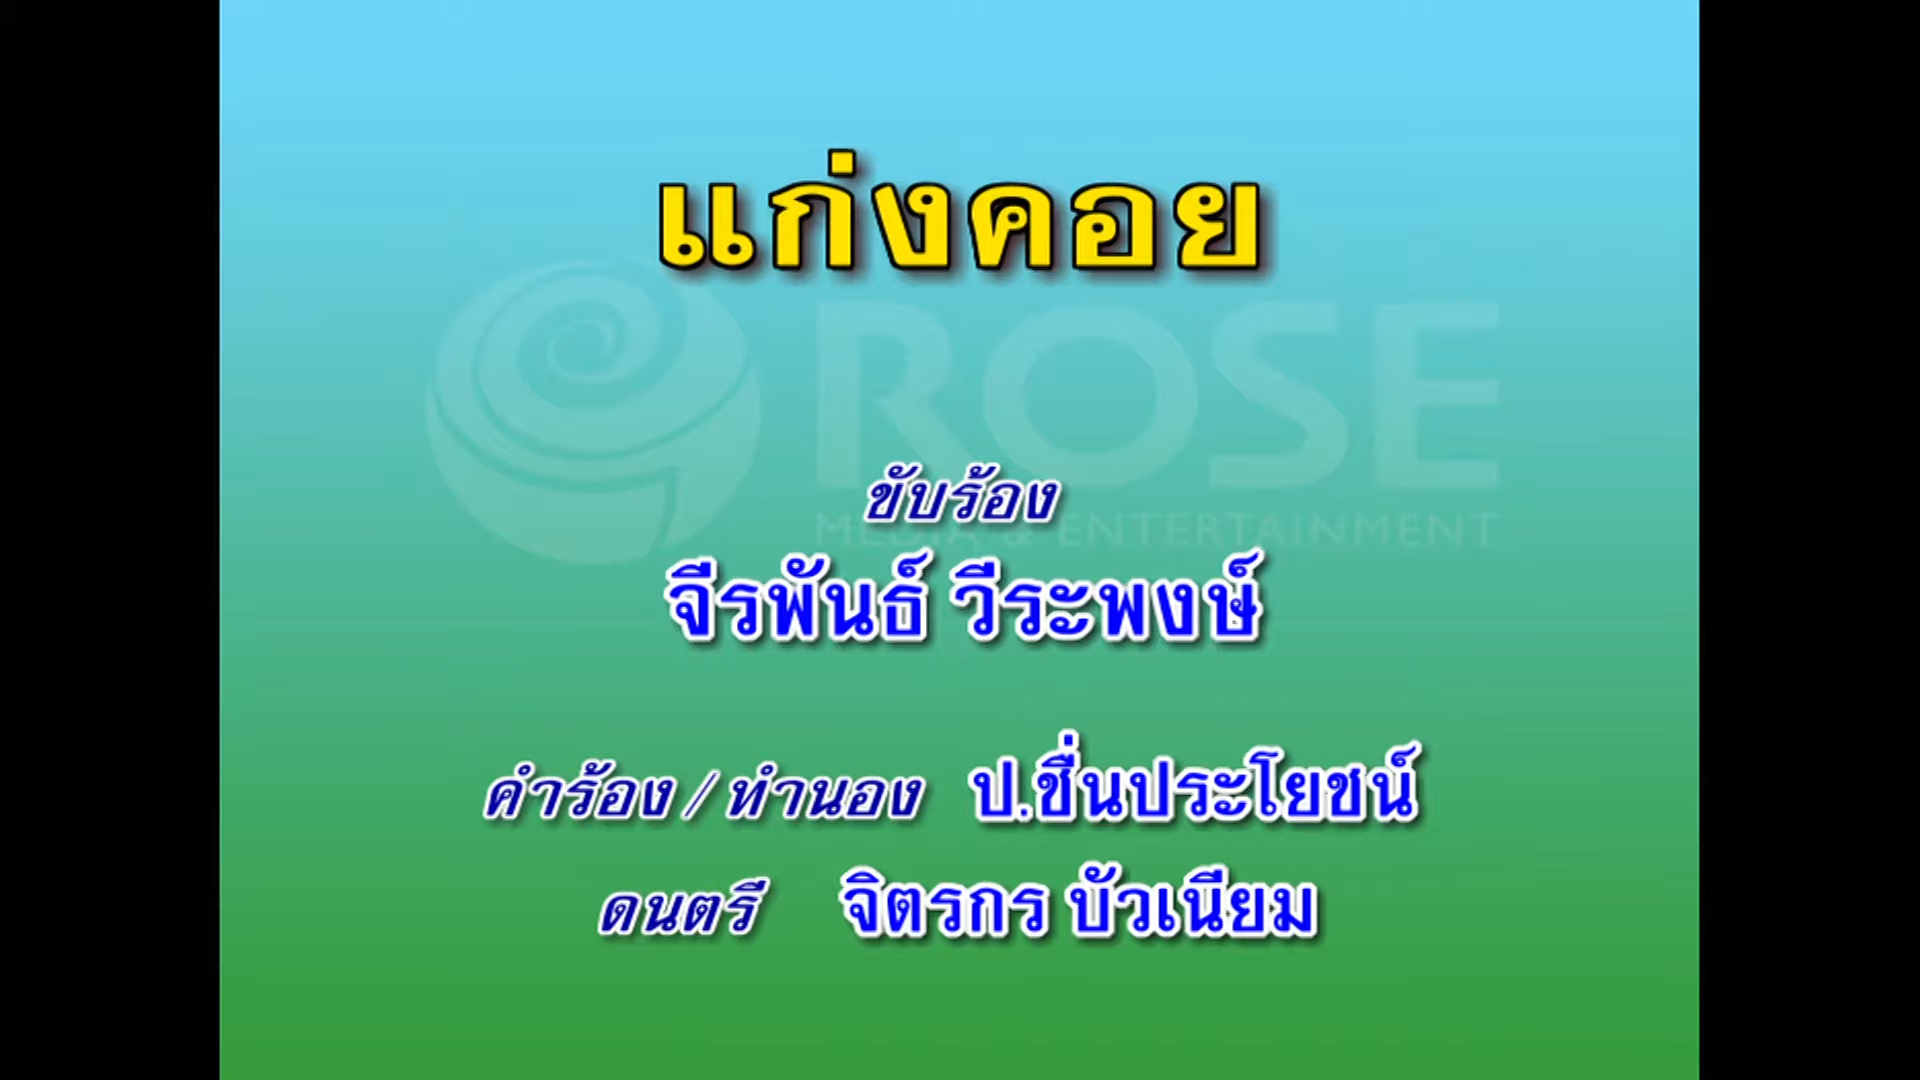 แก่งคอย
ROSE
MEDIA & ENTERTAINMENT
ขับร้อง
จีรพันธ์ วีระพงษ์
คำร้อง / ทำนอง ป.ชื่นประโยชน์
ดนตรี จิตรกร บัวเนียม